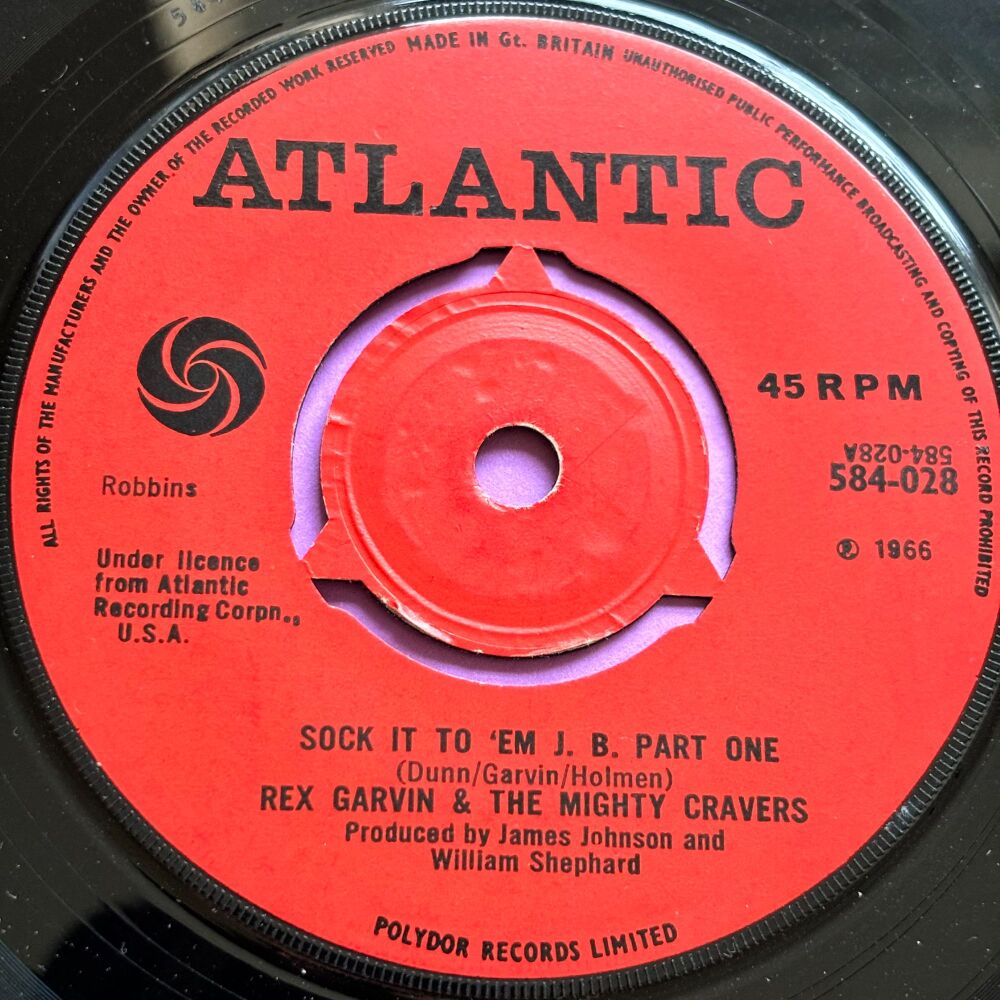 ALL RIGHTS OF THE MANUFACTURERS AND THE OWNER OF THE RECORDED WORK RESERVED MADE IN Gt. BRITAIN UNAUTHORISED PUBLIC PERFORMANCE BROADCASTING AND COPYING OF THIS RECORD PROHIBITED
ATLANTIC
45 RPM
584-028A
584-028
Robbins
℗ 1966
Under licence
from Atlantic
Recording Corpn.,
U.S.A.
SOCK IT TO 'EM J. B. PART ONE
(Dunn/Garvin/Holmen)
REX GARVIN & THE MIGHTY CRAVERS
Produced by James Johnson and
William Shephard
POLYDOR RECORDS LIMITED